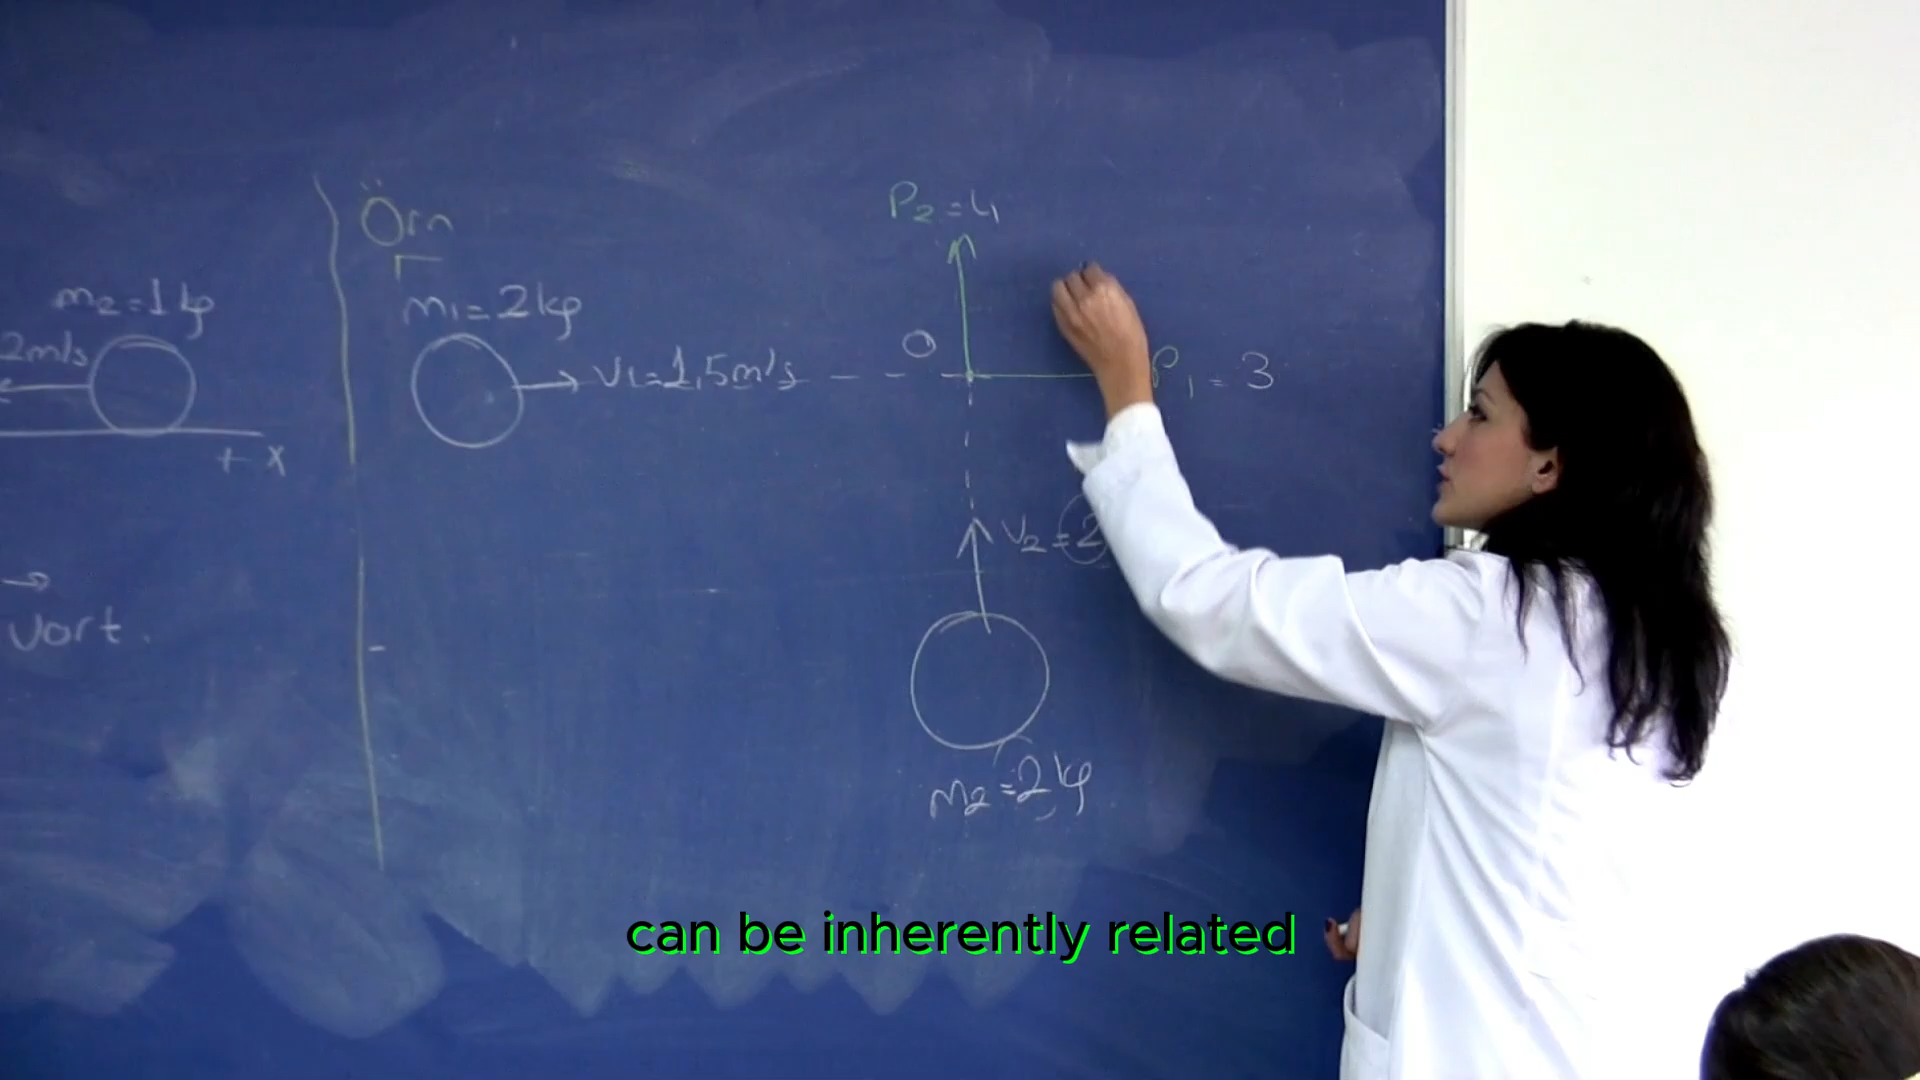 m₂=1kg
2m/s
+ x
→
Vort.
Örn
m₁=2kg
V₁=1,5m/s
P₂=4
O
P₁=3
V₂=2
m₂=2kg
can be inherently related